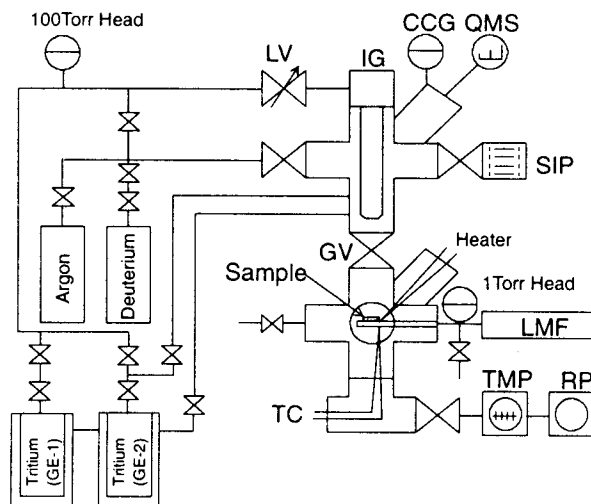 100Torr Head
LV
IG
CCG
QMS
SIP
GV
Heater
Sample
1Torr Head
Argon
Deuterium
LMF
TMP
RP
TC
Tritium
(GE-1)
Tritium
(GE-2)